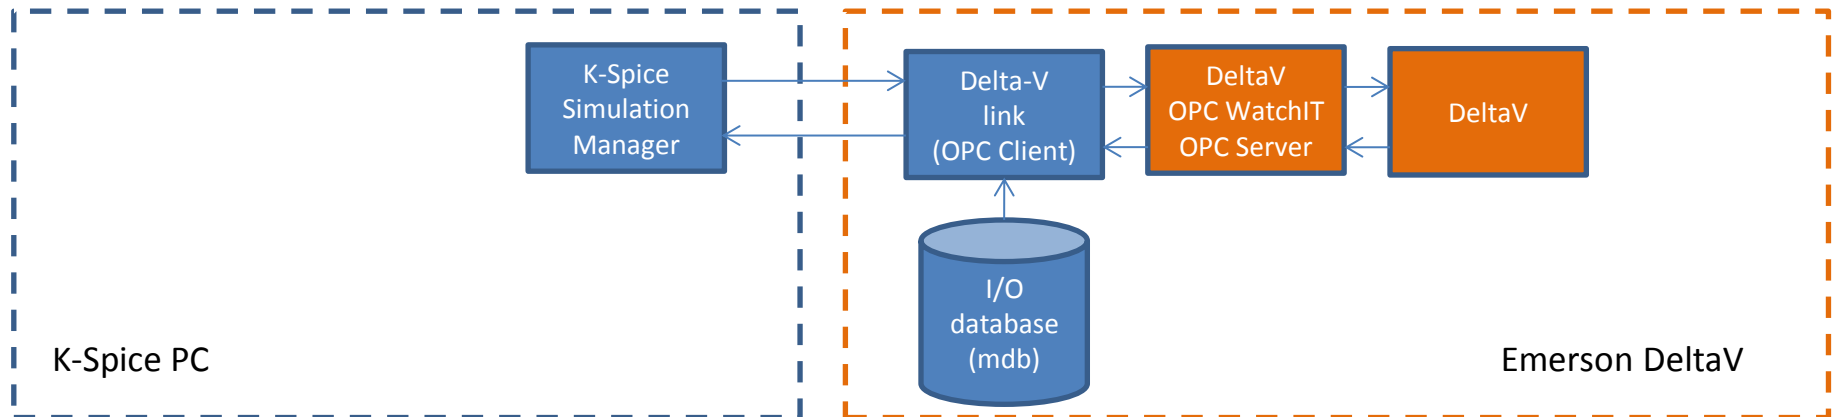 K-Spice
Simulation
Manager
Delta-V
link
(OPC Client)
DeltaV
OPC WatchIT
OPC Server
DeltaV
I/O
database
(mdb)
K-Spice PC
Emerson DeltaV